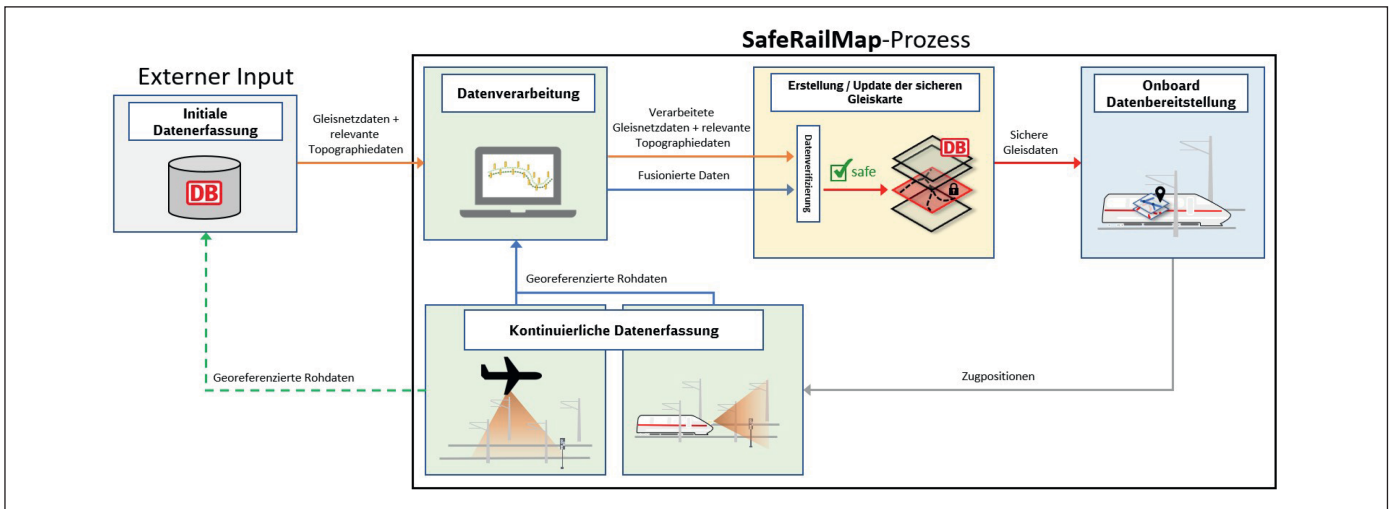 SafeRailMap-Prozess
Externer Input
Initiale
Datenerfassung
DB
Gleisnetzdaten +
relevante
Topographiedaten
Datenverarbeitung
Verarbeitete
Gleisnetzdaten + relevante
Topographiedaten
Fusionierte Daten
Erstellung / Update der sicheren
Gleiskarte
Datenverifizierung
safe
DB
Sichere
Gleisdaten
Onboard
Datenbereitstellung
Georeferenzierte Rohdaten
Kontinuierliche Datenerfassung
Georeferenzierte Rohdaten
Zugpositionen